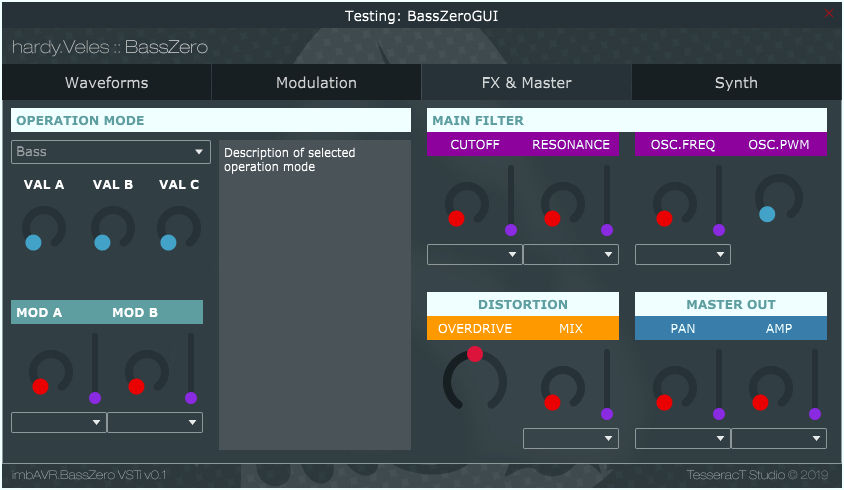 Testing: BassZeroGUI
hardy.Veles :: BassZero
Waveforms Modulation FX & Master Synth
OPERATION MODE
Bass
VAL A VAL B VAL C
Description of selected
operation mode
MOD A MOD B
MAIN FILTER
CUTOFF RESONANCE OSC.FREQ OSC.PWM
DISTORTION
OVERDRIVE MIX
MASTER OUT
PAN AMP
imbAVR.BassZero VSTi v0.1
TesseracT Studio © 2019